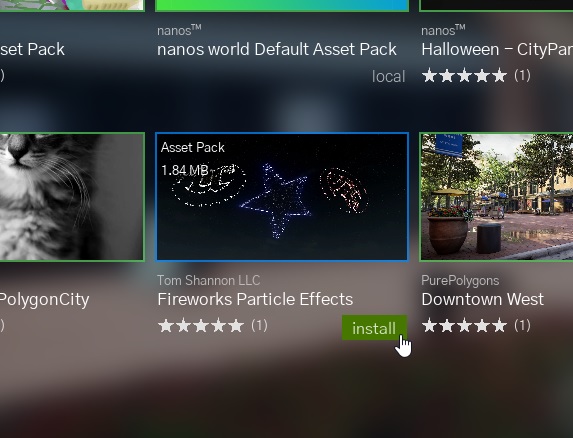 nanos™
nanos™
set Pack
nanos world Default Asset Pack
Halloween - CityPar
)
local
(1)
Asset Pack
1.84 MB
Tom Shannon LLC
PurePolygons
PolygonCity
Fireworks Particle Effects
Downtown West
)
(1)
install
(1)